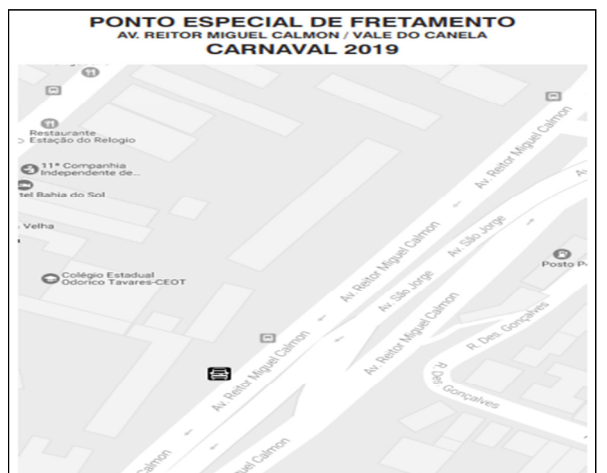 PONTO ESPECIAL DE FRETAMENTO
AV. REITOR MIGUEL CALMON / VALE DO CANELA
CARNAVAL 2019
Restaurante
Estação do Relogio
11ª Companhia
Independente de...
tel Bahia do Sol
Velha
Colégio Estadual
Odorico Tavares-CEOT
Av. Reitor Miguel Calmon
Av. São Jorge
Posto P
Av. Reitor Miguel Calmon
Av. São Jorge
Av. Reitor Miguel Calmon
R. Des. Gonçalves
R. Des Gonçalves
Av. Reitor Miguel Calmon
almon
uel Calmon